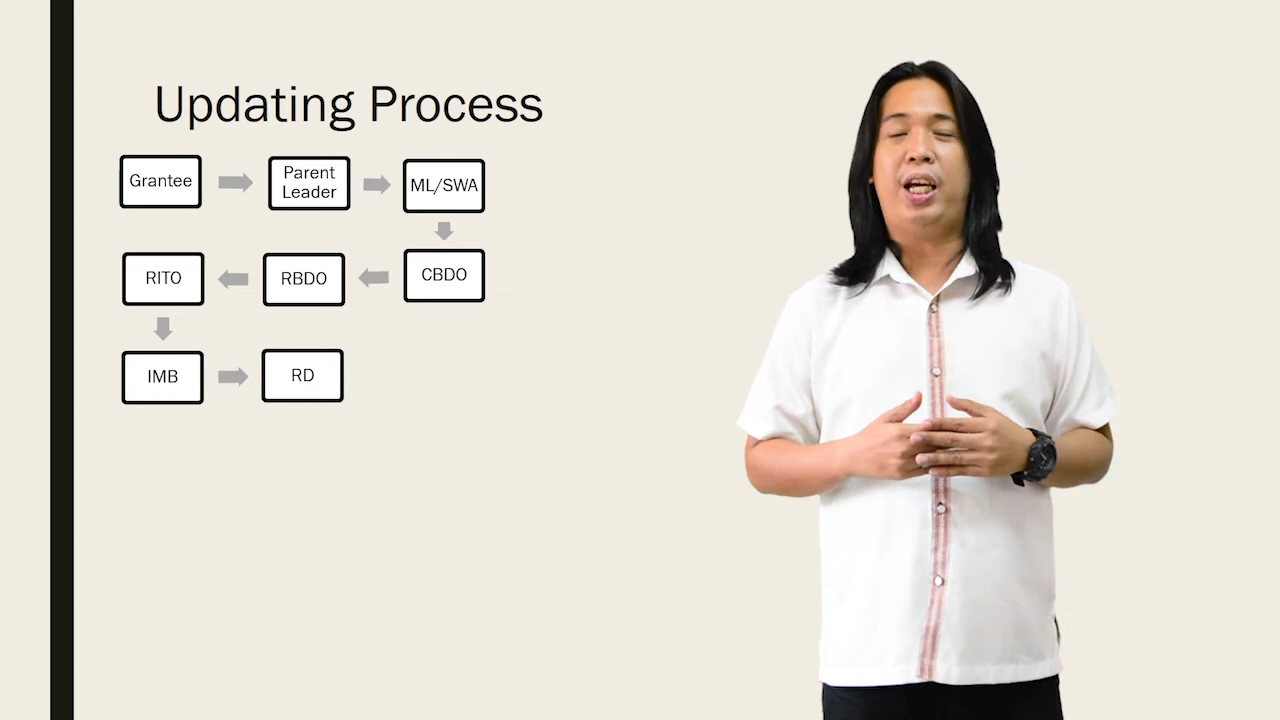 Updating Process
Grantee
Parent
Leader
ML/SWA
CBDO
RBDO
RITO
IMB
RD